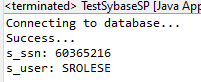 <terminated> TestSybaseSP [Java App
Connecting to database...
Success...
s_ssn: 60365216
s_user: SROLESE